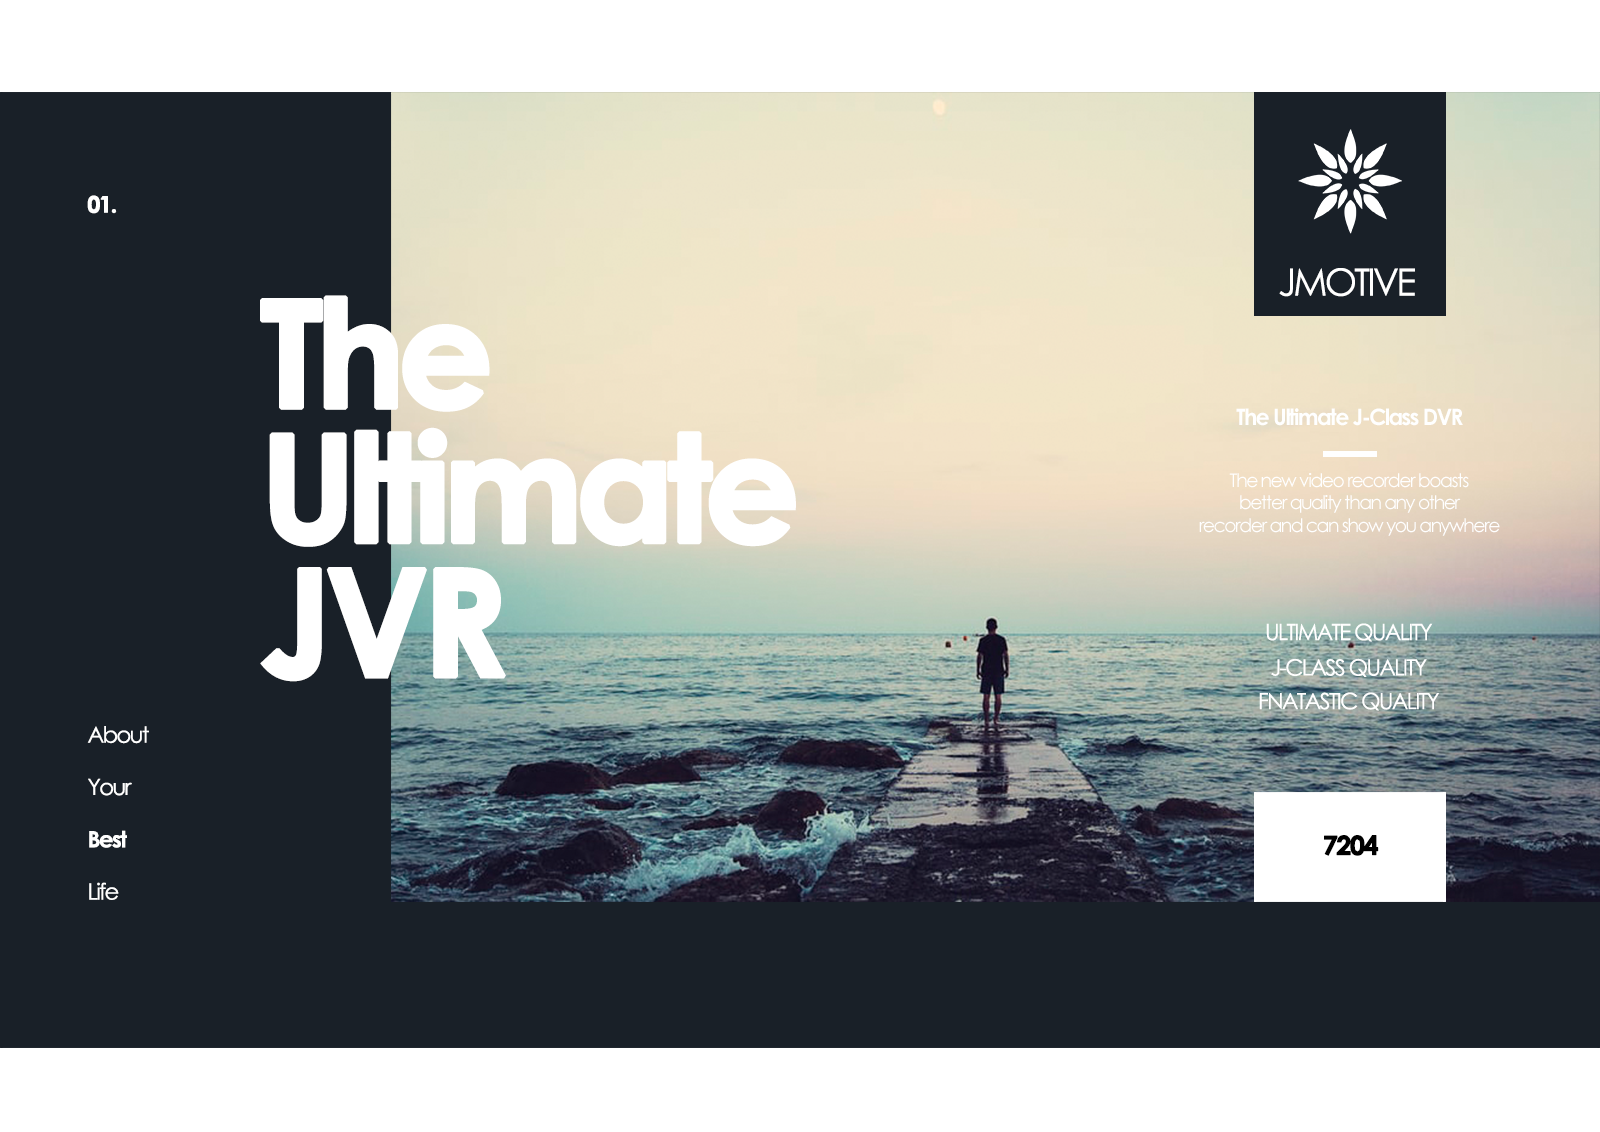 01.
The
Ultimate
JVR
About
Your
Best
Life
JMOTIVE
The Ultimate J-Class DVR
The new video recorder boasts
better quality than any other
recorder and can show you anywhere
ULTIMATE QUALITY
J-CLASS QUALITY
FNATASTIC QUALITY
7204